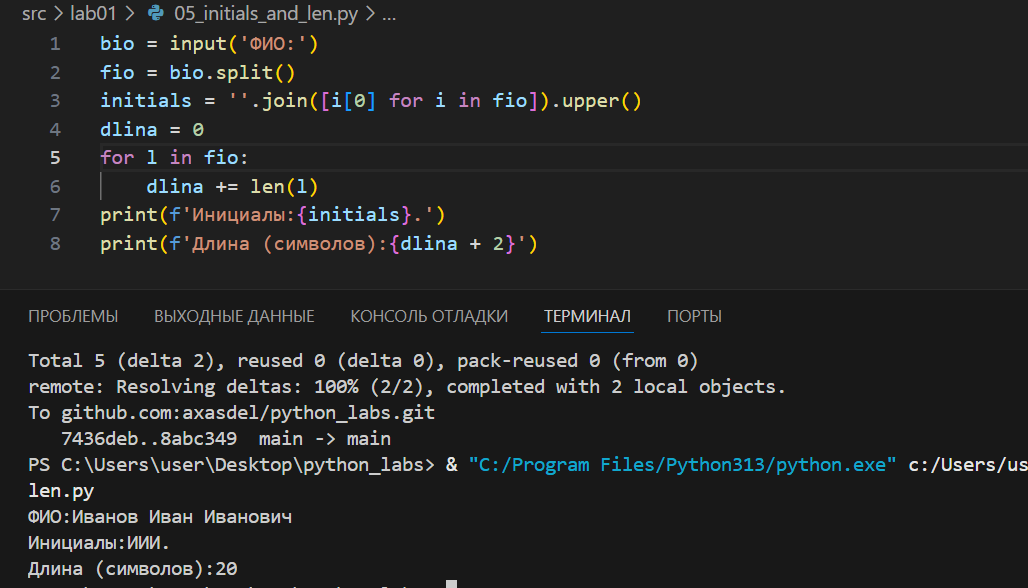 src > lab01 > 05_initials_and_len.py > ...
1 bio = input('ФИО:')
2 fio = bio.split()
3 initials = ''.join([i[0] for i in fio]).upper()
4 dlina = 0
5 for l in fio:
6     dlina += len(l)
7 print(f'Инициалы:{initials}.')
8 print(f'Длина (символов):{dlina + 2}')
ПРОБЛЕМЫ ВЫХОДНЫЕ ДАННЫЕ КОНСОЛЬ ОТЛАДКИ ТЕРМИНАЛ ПОРТЫ
Total 5 (delta 2), reused 0 (delta 0), pack-reused 0 (from 0)
remote: Resolving deltas: 100% (2/2), completed with 2 local objects.
To github.com:axasdel/python_labs.git
   7436deb..8abc349  main -> main
PS C:\Users\user\Desktop\python_labs> & "C:/Program Files/Python313/python.exe" c:/Users/us
len.py
ФИО:Иванов Иван Иванович
Инициалы:ИИИ.
Длина (символов):20